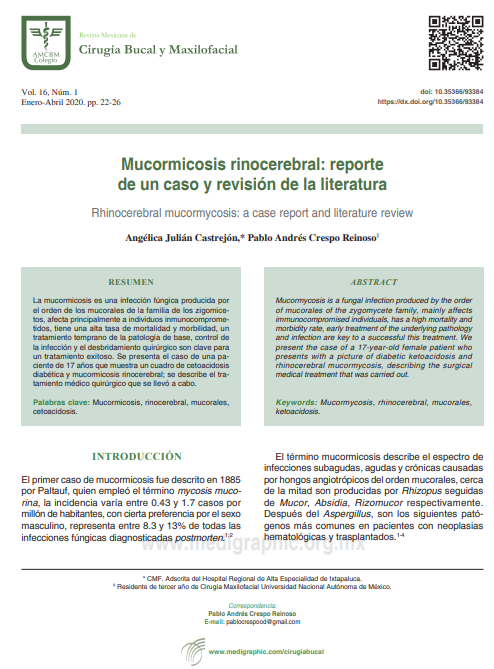 AMCBM
Colegio
Revista Mexicana de
Cirugía Bucal y Maxilofacial
Vol. 16, Núm. 1
Enero-Abril 2020. pp. 22-26
doi: 10.35366/93384
https://dx.doi.org/10.35366/93384
Mucormicosis rinocerebral: reporte
de un caso y revisión de la literatura
Rhinocerebral mucormycosis: a case report and literature review
Angélica Julián Castrejón,* Pablo Andrés Crespo Reinoso‡
RESUMEN
La mucormicosis es una infección fúngica producida por
el orden de los mucorales de la familia de los zigomice-
tos, afecta principalmente a individuos inmunocomprome-
tidos, tiene una alta tasa de mortalidad y morbilidad, un
tratamiento temprano de la patología de base, control de
la infección y el desbridamiento quirúrgico son clave para
un tratamiento exitoso. Se presenta el caso de una pa-
ciente de 17 años que muestra un cuadro de cetoacidosis
diabética y mucormicosis rinocerebral; se describe el tra-
tamiento médico quirúrgico que se llevó a cabo.
Palabras clave: Mucormicosis, rinocerebral, mucorales,
cetoacidosis.
ABSTRACT
Mucormycosis is a fungal infection produced by the order
of mucorales of the zygomycete family, mainly affects
immunocompromised individuals, has a high mortality and
morbidity rate, early treatment of the underlying pathology
and infection are key to a successful this treatment. We
present the case of a 17-year-old female patient who
presents with a picture of diabetic ketoacidosis and
rhinocerebral mucormycosis, describing the surgical
medical treatment that was carried out.
Keywords: Mucormycosis, rhinocerebral, mucorales,
ketoacidosis.
INTRODUCCIÓN
El primer caso de mucormicosis fue descrito en 1885
por Paltauf, quien empleó el término mycosis muco-
rina, la incidencia varía entre 0.43 y 1.7 casos por
millón de habitantes, con cierta preferencia por el sexo
masculino, representa entre 8.3 y 13% de todas las
infecciones fúngicas diagnosticadas postmorten.1,2
El término mucormicosis describe el espectro de
infecciones subagudas, agudas y crónicas causadas
por hongos angiotrópicos del orden mucorales, cerca
de la mitad son producidas por Rhizopus seguidas
de Mucor, Absidia, Rizomucor respectivamente.
Después del Aspergillus, son los siguientes pató-
genos más comunes en pacientes con neoplasias
hematológicas y trasplantados.1-4
www.medigraphic.org.mx
* CMF. Adscrita del Hospital Regional de Alta Especialidad de Ixtapaluca.
‡ Residente de tercer año de Cirugía Maxilofacial Universidad Nacional Autónoma de México.
Correspondencia:
Pablo Andrés Crespo Reinoso
E-mail: pablocrespood@gmail.com
www.medigraphic.com/cirugiabucal